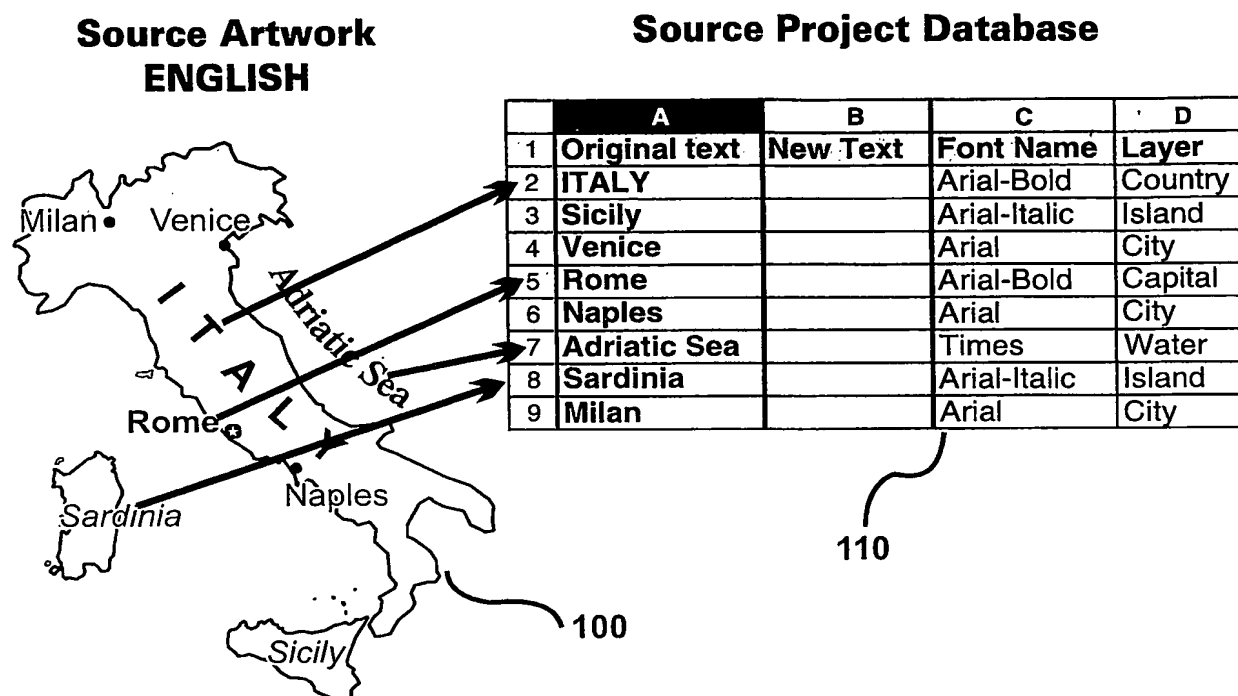 Source Artwork
ENGLISH
Source Project Database
A B C D
1 Original text New Text Font Name Layer
2 ITALY Arial-Bold Country
3 Sicily Arial-Italic Island
4 Venice Arial City
5 Rome Arial-Bold Capital
6 Naples Arial City
7 Adriatic Sea Times Water
8 Sardinia Arial-Italic Island
9 Milan Arial City
Milan Venice
Adriatic Sea
ITALY
Rome
Naples
Sardinia
Sicily
110
100